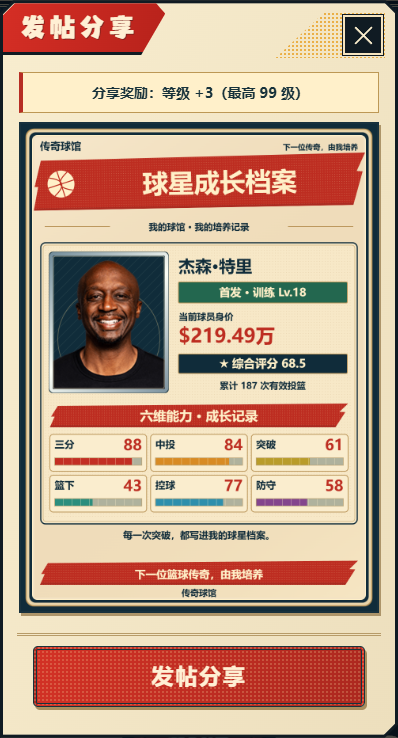 发帖分享
分享奖励：等级 +3（最高 99 级）
传奇球馆
下一位传奇，由我培养
球星成长档案
我的球馆・我的培养记录
杰森・特里
首发・训练 Lv.18
当前球员身价
$219.49万
★ 综合评分 68.5
累计 187 次有效投篮
六维能力・成长记录
三分 88
中投 84
突破 61
篮下 43
控球 77
防守 58
每一次突破，都写进我的球星档案。
下一位篮球传奇，由我培养
传奇球馆
发帖分享